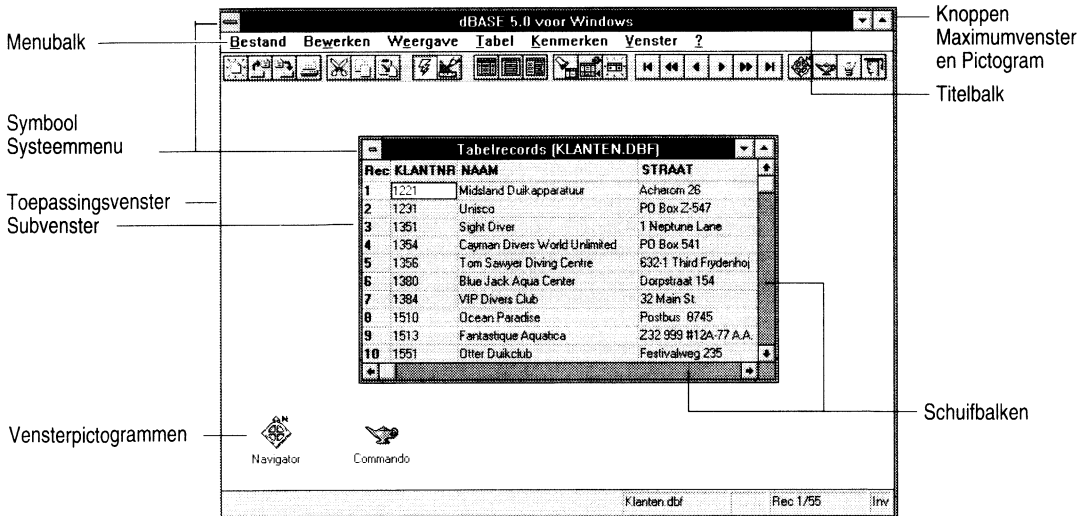 Menubalk
Symbool
Systeemmenu
Toepassingsvenster
Subvenster
Vensterpictogrammen
dBASE 5.0 voor Windows
Bestand Bewerken Weergave Tabel Kenmerken Venster ?
Tabelrecords (KLANTEN.DBF)
Rec KLANTNR NAAM STRAAT
1 1221 Midsland Duikapparatuur Acherom 26
2 1231 Unisco PO Box Z-547
3 1351 Sight Diver 1 Neptune Lane
4 1354 Cayman Divers World Unlimited PO Box 541
5 1356 Tom Sawyer Diving Centre 632-1 Third Frydenhoj
6 1380 Blue Jack Aqua Center Dorpstraat 154
7 1384 VIP Divers Club 32 Main St
8 1510 Ocean Paradise Postbus 8745
9 1513 Fantastique Aquatica Z32 999 #12A-77 A.A.
10 1551 Otter Duikclub Festivalweg 235
Navigator Commando
Klanten.dbf Rec 1/55 Inv
Knoppen
Maximumvenster
en Pictogram
Titelbalk
Schuifbalken